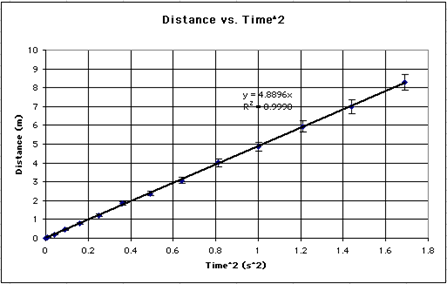 Distance vs. Time^2
10
9
8
7
6
5
4
3
2
1
0
Distance (m)
y = 4.8896x
R2 = 0.9990
0 0.2 0.4 0.6 0.8 1 1.2 1.4 1.6 1.8
Time^2 (s^2)